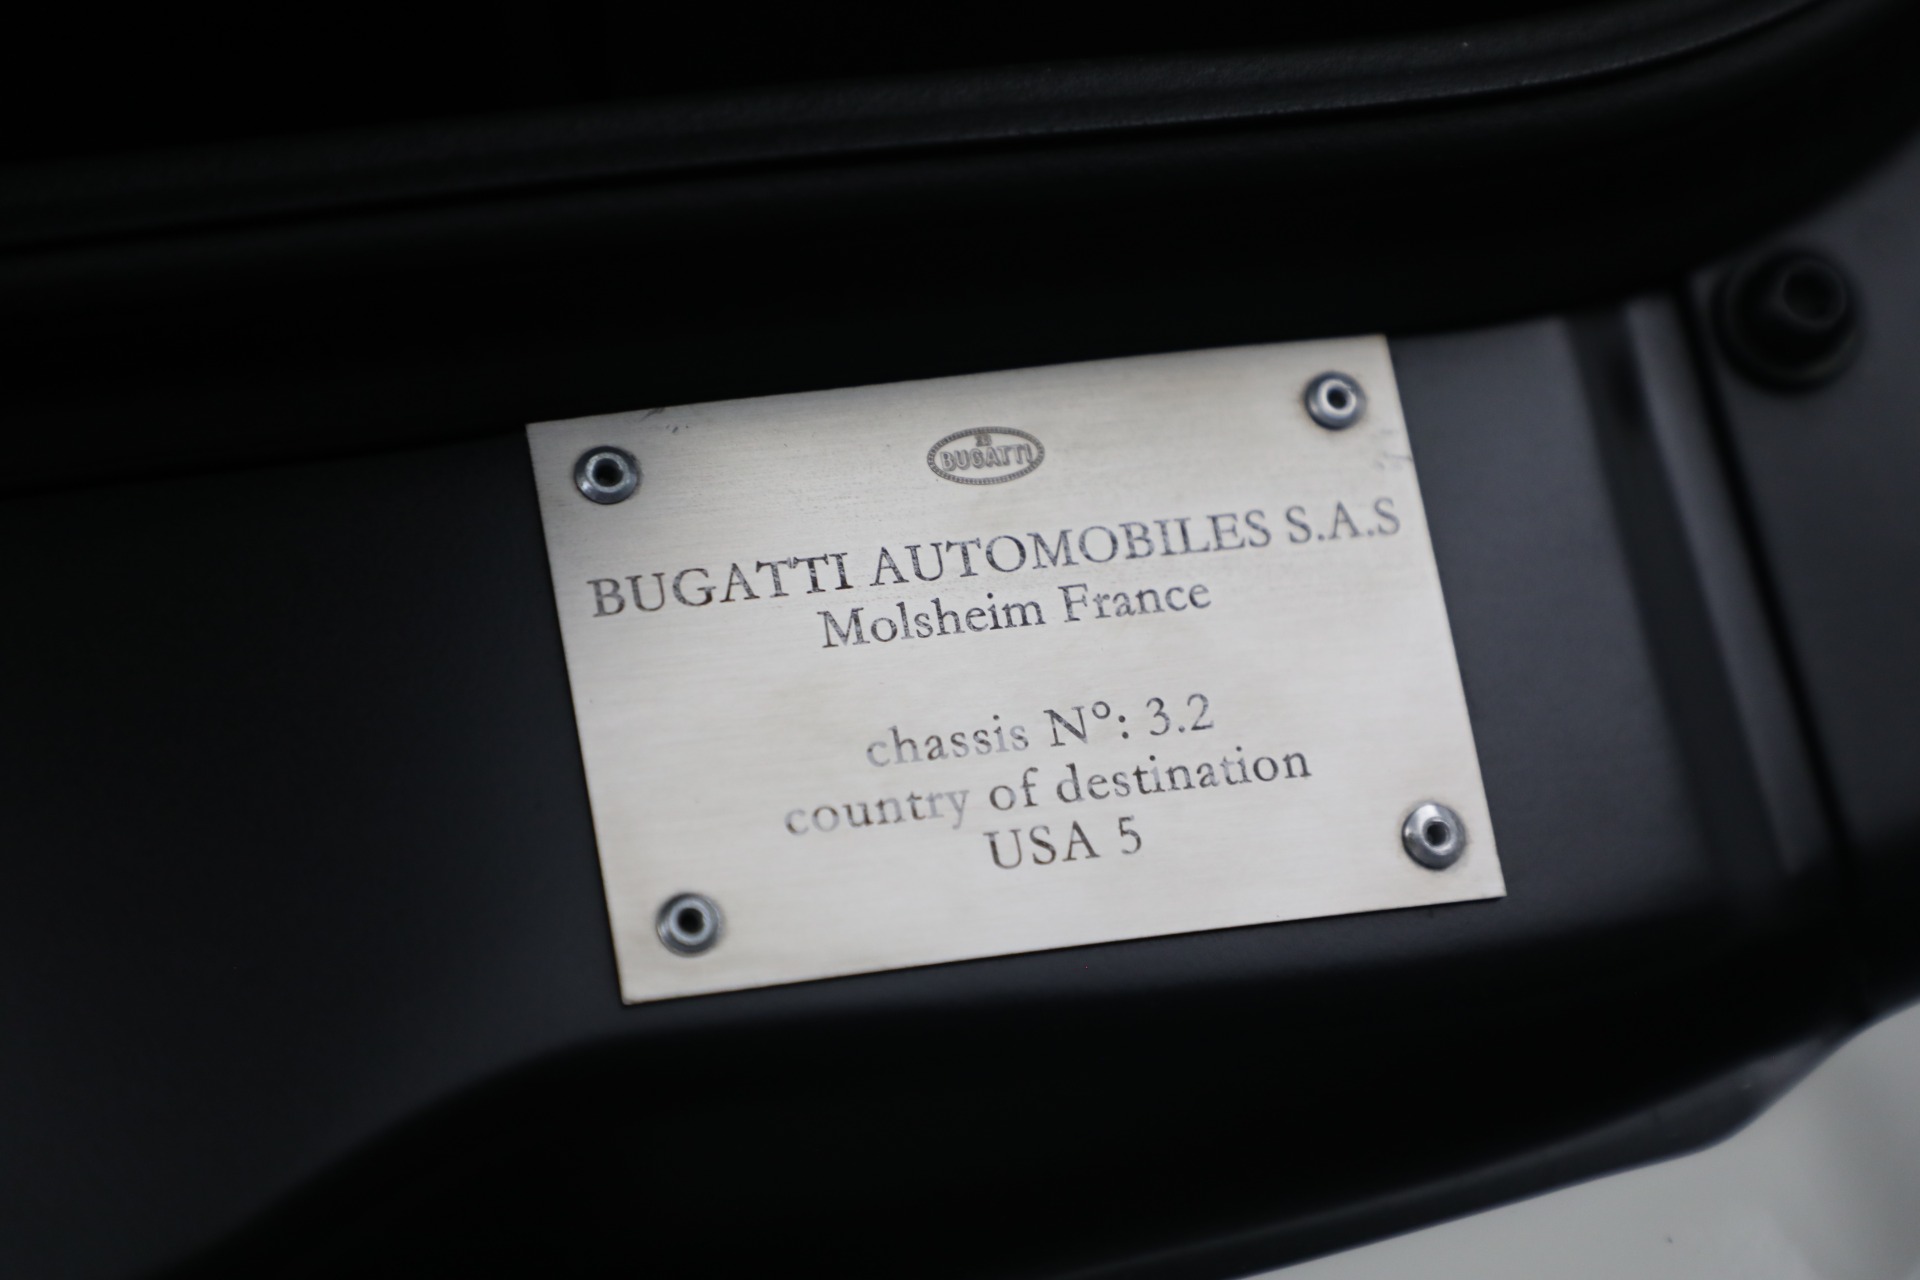 BUGATTI
BUGATTI AUTOMOBILES S.A.S
Molsheim France
chassis N°: 3.2
country of destination
USA 5